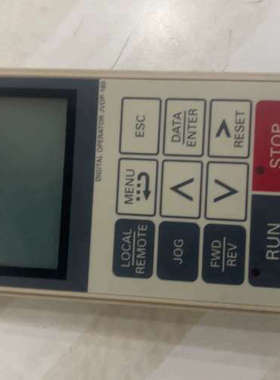 DIGITAL OPERATOR JVOP-160
LOCAL
REMOTE
MENU
ESC
JOG
DATA
ENTER
FWD
REV
RESET
RUN
STOP